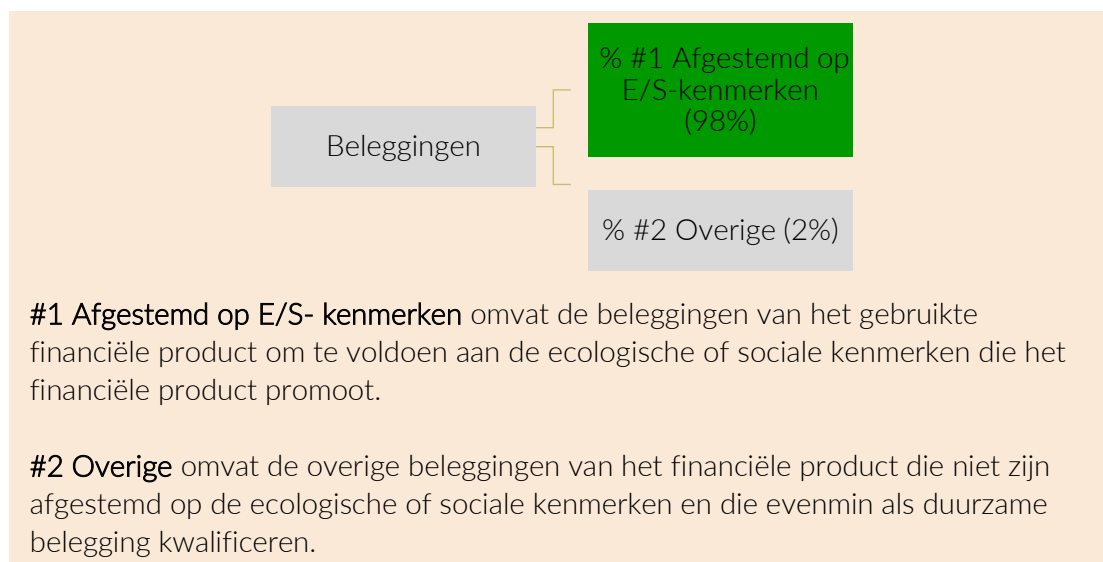 % #1 Afgestemd op
E/S-kenmerken
(98%)
Beleggingen
% #2 Overige (2%)
#1 Afgestemd op E/S- kenmerken omvat de beleggingen van het gebruikte
financiële product om te voldoen aan de ecologische of sociale kenmerken die het
financiële product promoot.
#2 Overige omvat de overige beleggingen van het financiële product die niet zijn
afgestemd op de ecologische of sociale kenmerken en die evenmin als duurzame
belegging kwalificeren.